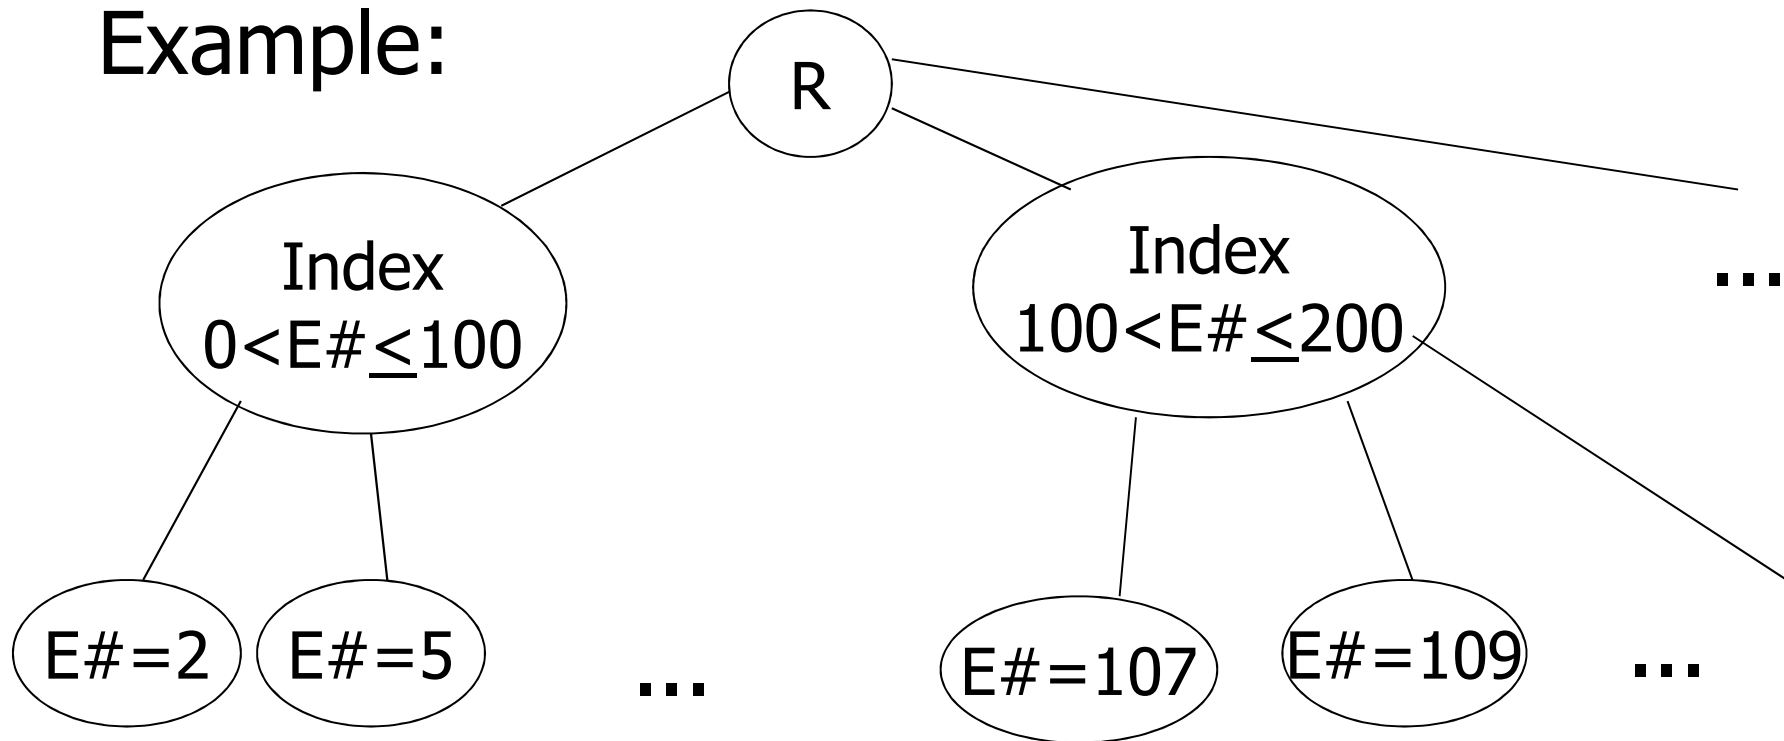 Example:
R
Index
0<E#<100
Index
100<E#<200
...
E#=2
E#=5
...
E#=107
E#=109
...